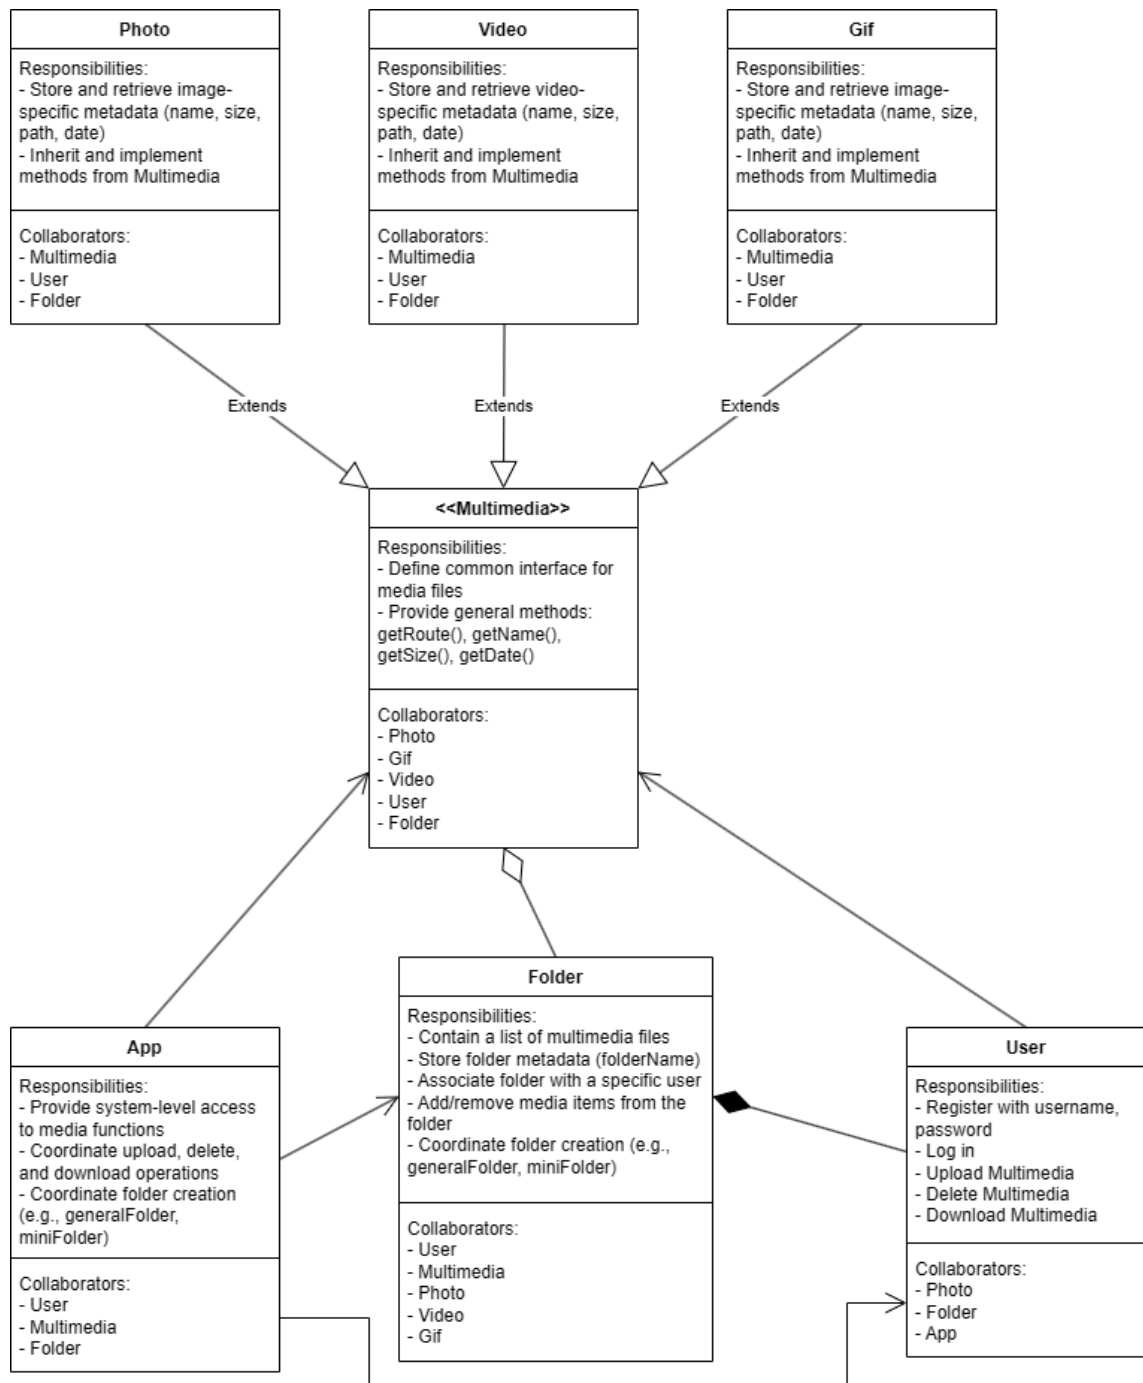 Photo
Responsibilities:
- Store and retrieve image-
specific metadata (name, size,
path, date)
- Inherit and implement
methods from Multimedia
Collaborators:
- Multimedia
- User
- Folder
Video
Responsibilities:
- Store and retrieve video-
specific metadata (name, size,
path, date)
- Inherit and implement
methods from Multimedia
Collaborators:
- Multimedia
- User
- Folder
Gif
Responsibilities:
- Store and retrieve image-
specific metadata (name, size,
path, date)
- Inherit and implement
methods from Multimedia
Collaborators:
- Multimedia
- User
- Folder
Extends
Extends
Extends
<<Multimedia>>
Responsibilities:
- Define common interface for
media files
- Provide general methods:
getRoute(), getName(),
getSize(), getDate()
Collaborators:
- Photo
- Gif
- Video
- User
- Folder
App
Responsibilities:
- Provide system-level access
to media functions
- Coordinate upload, delete,
and download operations
- Coordinate folder creation
(e.g., generalFolder,
miniFolder)
Collaborators:
- User
- Multimedia
- Folder
Folder
Responsibilities:
- Contain a list of multimedia files
- Store folder metadata (folderName)
- Associate folder with a specific user
- Add/remove media items from the
folder
- Coordinate folder creation (e.g.,
generalFolder, miniFolder)
Collaborators:
- User
- Multimedia
- Photo
- Video
- Gif
User
Responsibilities:
- Register with username,
password
- Log in
- Upload Multimedia
- Delete Multimedia
- Download Multimedia
Collaborators:
- Photo
- Folder
- App